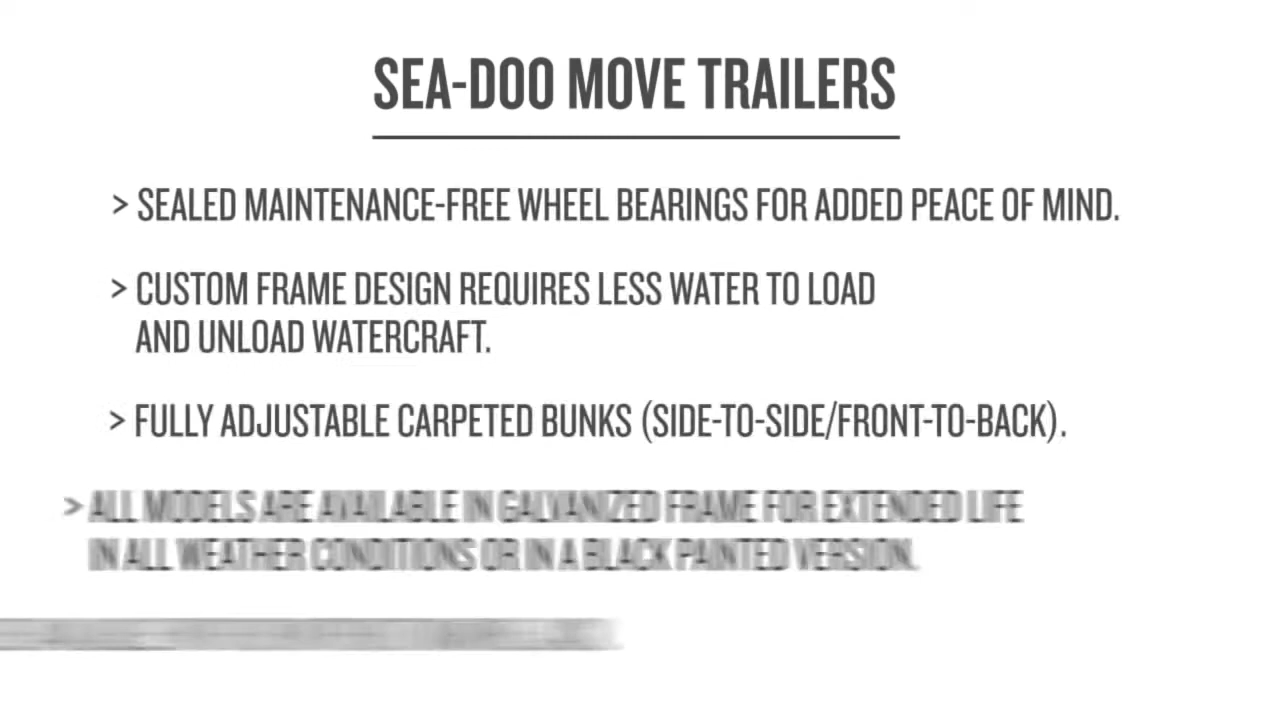 SEA-DOO MOVE TRAILERS
> SEALED MAINTENANCE-FREE WHEEL BEARINGS FOR ADDED PEACE OF MIND.
> CUSTOM FRAME DESIGN REQUIRES LESS WATER TO LOAD
AND UNLOAD WATERCRAFT.
> FULLY ADJUSTABLE CARPETED BUNKS (SIDE-TO-SIDE/FRONT-TO-BACK).
> ALL MODELS ARE AVAILABLE IN GALVANIZED FRAME FOR EXTENDED LIFE
IN ALL WEATHER CONDITIONS OR IN A BLACK PAINTED VERSION.